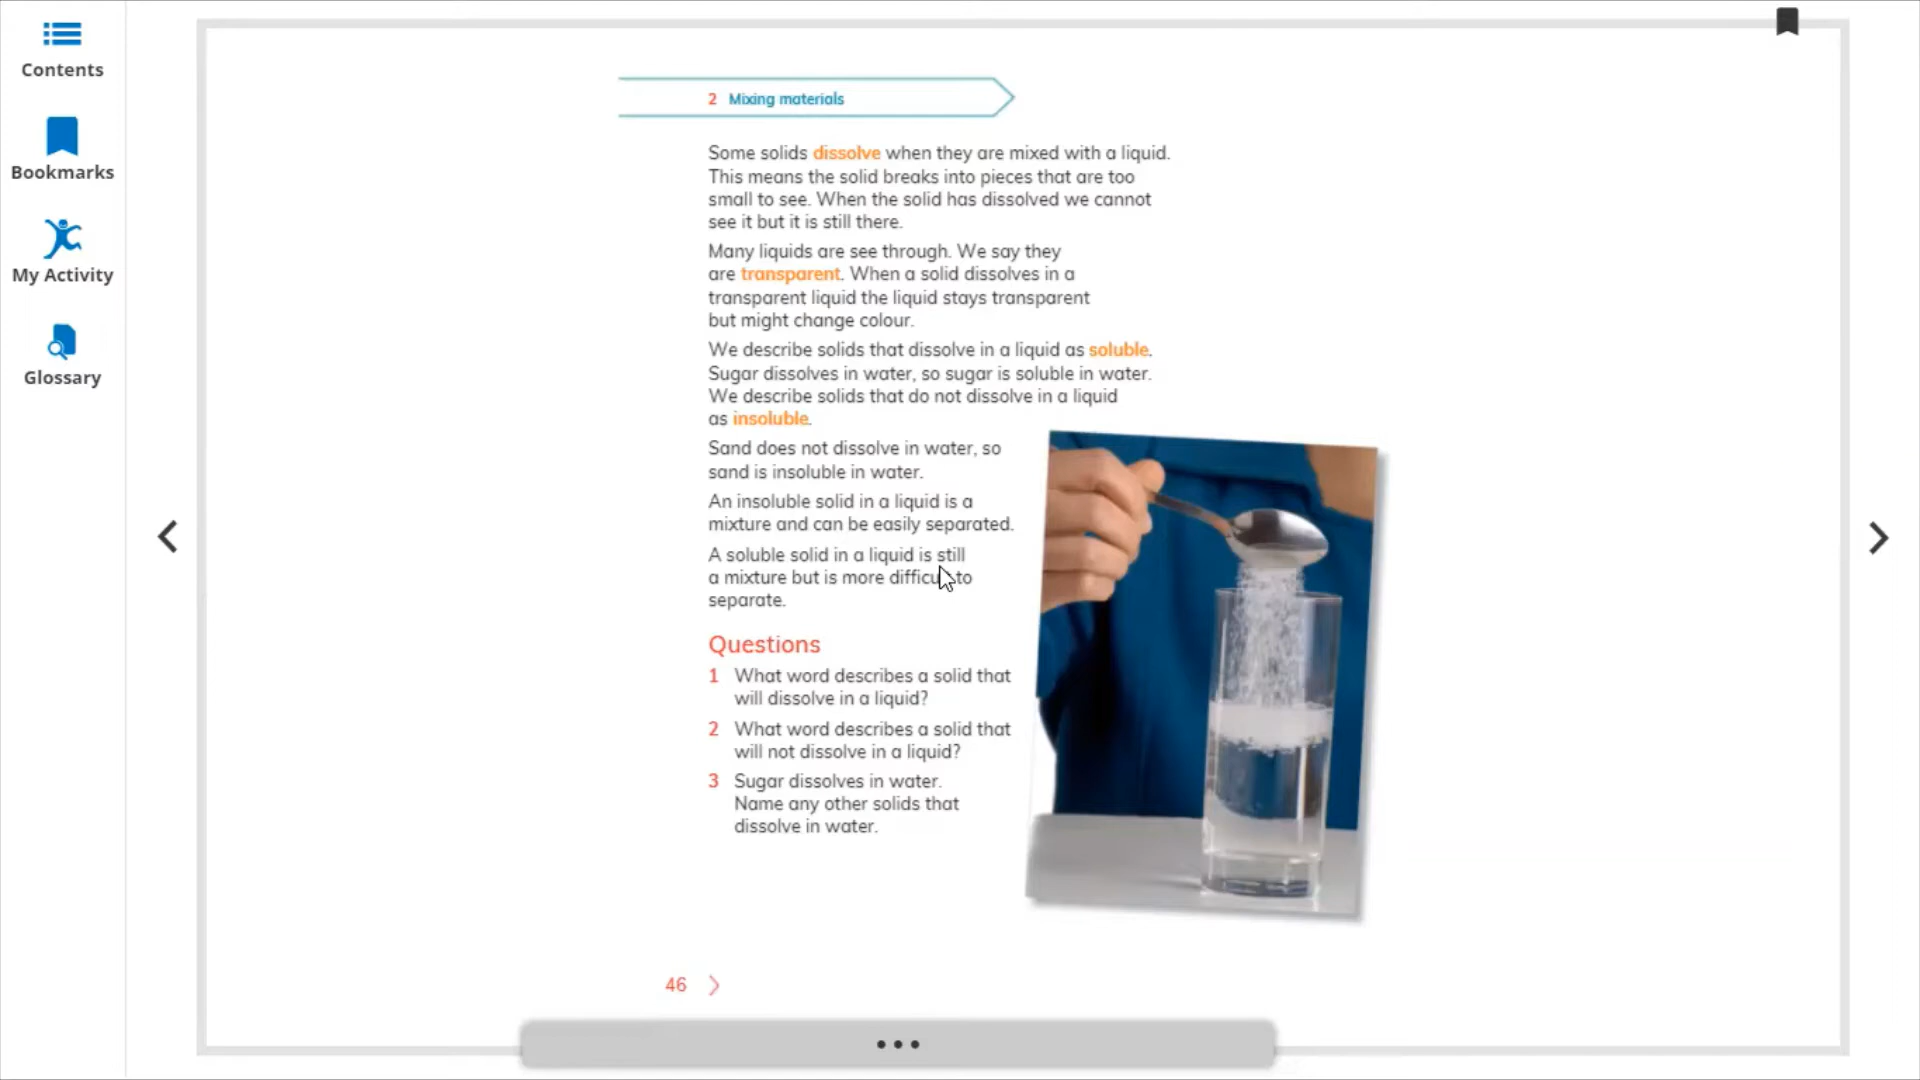 Contents
Bookmarks
My Activity
Glossary
2 Mixing materials
Some solids dissolve when they are mixed with a liquid.
This means the solid breaks into pieces that are too
small to see. When the solid has dissolved we cannot
see it but it is still there.
Many liquids are see through. We say they
are transparent. When a solid dissolves in a
transparent liquid the liquid stays transparent
but might change colour.
We describe solids that dissolve in a liquid as soluble.
Sugar dissolves in water, so sugar is soluble in water.
We describe solids that do not dissolve in a liquid
as insoluble.
Sand does not dissolve in water, so
sand is insoluble in water.
An insoluble solid in a liquid is a
mixture and can be easily separated.
A soluble solid in a liquid is still
a mixture but is more difficult to
separate.
Questions
1 What word describes a solid that
will dissolve in a liquid?
2 What word describes a solid that
will not dissolve in a liquid?
3 Sugar dissolves in water.
Name any other solids that
dissolve in water.
46